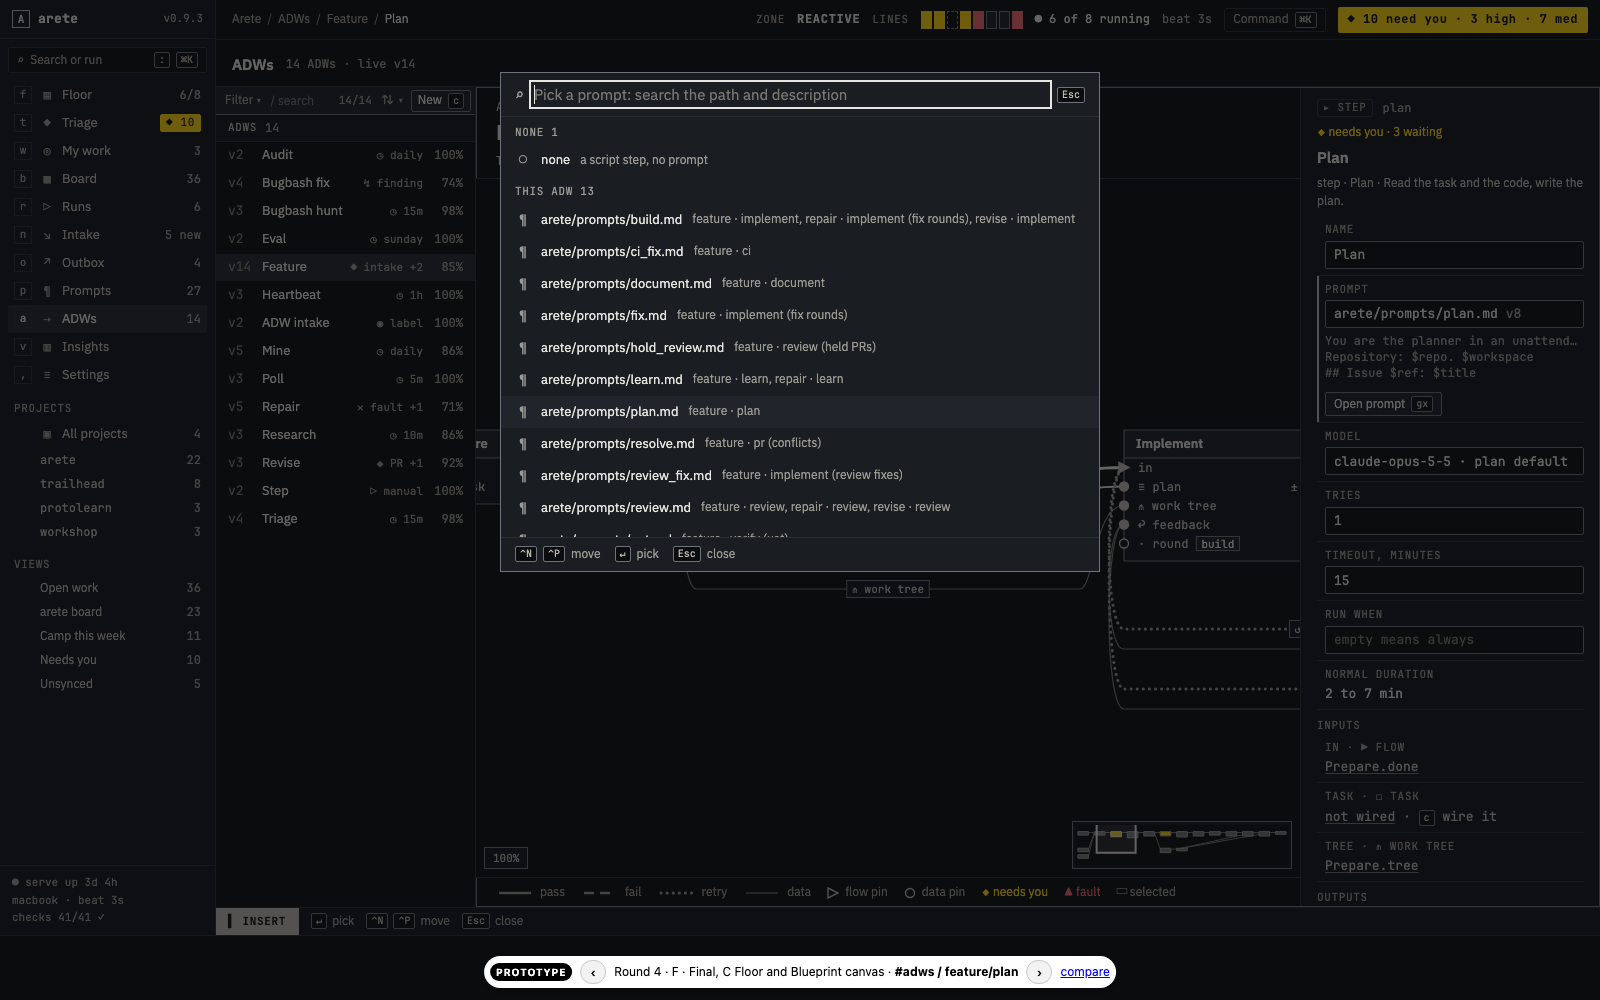 A arete v0.9.3
Arete / ADWs / Feature / Plan
ZONE REACTIVE LINES 6 of 8 running beat 3s Command ⌘K ◆ 10 need you · 3 high · 7 med
Search or run : ⌘K
f Floor 6/8
t Triage ◆ 10
w My work 3
b Board 36
r Runs 6
n Intake 5 new
o Outbox 4
p ¶ Prompts 27
a → ADWs 14
v Insights
, Settings
PROJECTS
All projects 4
arete 22
trailhead 8
protolearn 3
workshop 3
VIEWS
Open work 36
arete board 23
Camp this week 11
Needs you 10
Unsynced 5
serve up 3d 4h
macbook · beat 3s
checks 41/41 ✓
ADWs 14 ADWs · live v14
Filter / search 14/14 New c
ADWS 14
v2 Audit daily 100%
v4 Bugbash fix finding 74%
v3 Bugbash hunt 15m 98%
v2 Eval sunday 100%
v14 Feature ◆ intake +2 85%
v3 Heartbeat 1h 100%
v2 ADW intake label 100%
v5 Mine daily 86%
v3 Poll 5m 100%
v5 Repair × fault +1 71%
v3 Research 10m 86%
v3 Revise ◆ PR +1 92%
v2 Step ▷ manual 100%
v4 Triage 15m 98%
Pick a prompt: search the path and description Esc
NONE 1
none a script step, no prompt
THIS ADW 13
¶ arete/prompts/build.md feature · implement, repair · implement (fix rounds), revise · implement
¶ arete/prompts/ci_fix.md feature · ci
¶ arete/prompts/document.md feature · document
¶ arete/prompts/fix.md feature · implement (fix rounds)
¶ arete/prompts/hold_review.md feature · review (held PRs)
¶ arete/prompts/learn.md feature · learn, repair · learn
¶ arete/prompts/plan.md feature · plan
¶ arete/prompts/resolve.md feature · pr (conflicts)
¶ arete/prompts/review_fix.md feature · implement (review fixes)
¶ arete/prompts/review.md feature · review, repair · review, revise · review
^N ^P move ↵ pick Esc close
Implement
in
≡ plan ±
work tree
feedback
· round build
work tree
100%
pass fail retry data flow pin data pin ◆ needs you ▲ fault selected
INSERT ↵ pick ^N ^P move Esc close
▸ STEP plan
◆ needs you · 3 waiting
Plan
step · Plan · Read the task and the code, write the
plan.
NAME
Plan
PROMPT
arete/prompts/plan.md v8
You are the planner in an unattend…
Repository: $repo. $workspace
## Issue $ref: $title
Open prompt gx
MODEL
claude-opus-5-5 · plan default
TRIES
1
TIMEOUT, MINUTES
15
RUN WHEN
empty means always
NORMAL DURATION
2 to 7 min
INPUTS
IN · ▶ FLOW
Prepare.done
TASK · □ TASK
not wired · c wire it
TREE · WORK TREE
Prepare.tree
OUTPUTS
PROTOTYPE ‹ Round 4 · F · Final, C Floor and Blueprint canvas · #adws / feature/plan › compare